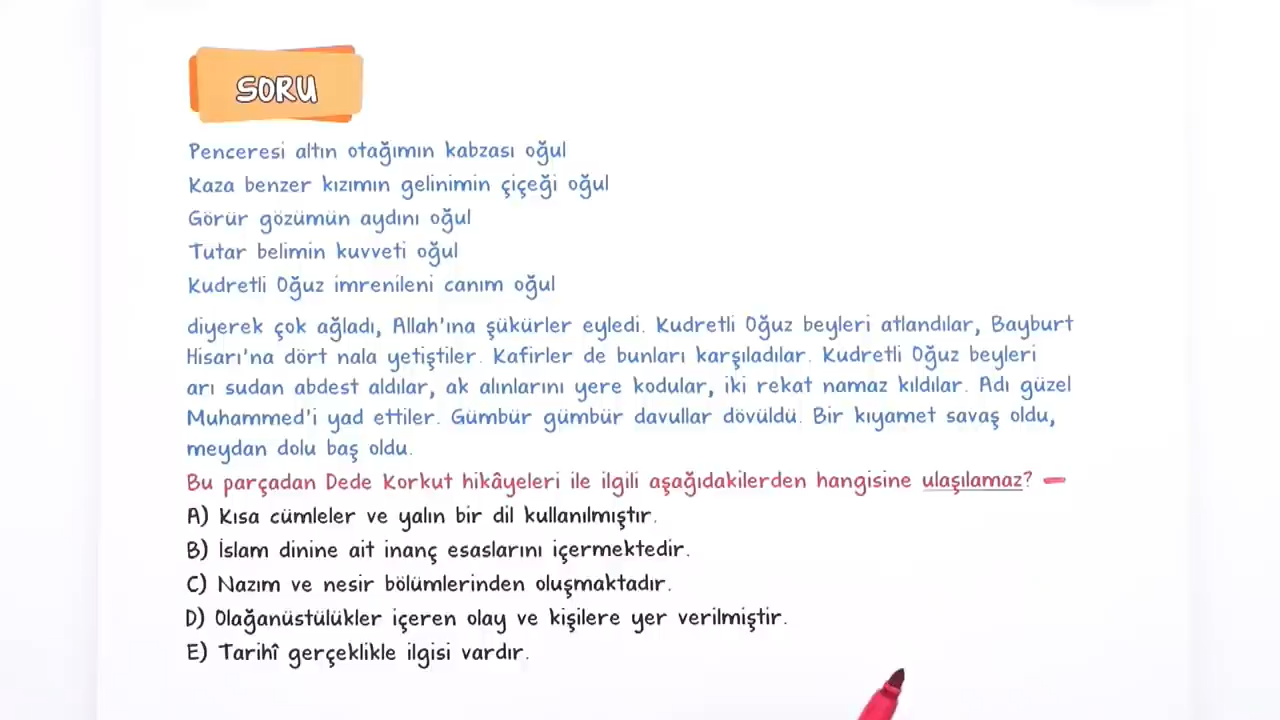 SORU
Penceresi altın otağımın kabzası oğul
Kaza benzer kızımın gelinimin çiçeği oğul
Görür gözümün aydını oğul
Tutar belimin kuvveti oğul
Kudretli Oğuz imrenileni canım oğul
diyerek çok ağladı, Allah'ına şükürler eyledi. Kudretli Oğuz beyleri atlandılar, Bayburt
Hisarı'na dört nala yetiştiler. Kafirler de bunları karşıladılar. Kudretli Oğuz beyleri
arı sudan abdest aldılar, ak alınlarını yere kodular, iki rekat namaz kıldılar. Adı güzel
Muhammed'i yad ettiler. Gümbür gümbür davullar dövüldü. Bir kıyamet savaş oldu,
meydan dolu baş oldu.
Bu parçadan Dede Korkut hikâyeleri ile ilgili aşağıdakilerden hangisine ulaşılamaz?
A) Kısa cümleler ve yalın bir dil kullanılmıştır.
B) İslam dinine ait inanç esaslarını içermektedir.
C) Nazım ve nesir bölümlerinden oluşmaktadır.
D) Olağanüstülükler içeren olay ve kişilere yer verilmiştir.
E) Tarihî gerçeklikle ilgisi vardır.